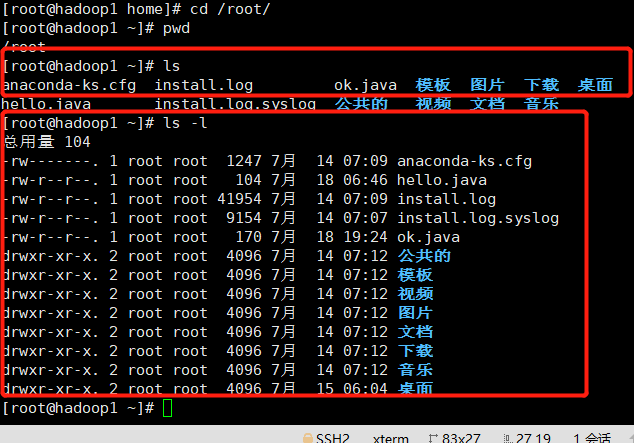 [root@hadoop1 home]# cd /root/
[root@hadoop1 ~]# pwd
/root
[root@hadoop1 ~]# ls
anaconda-ks.cfg  install.log         ok.java  模板  图片  下载  桌面
hello.java       install.log.syslog  公共的  视频  文档  音乐
[root@hadoop1 ~]# ls -l
总用量 104
-rw-------. 1 root root  1247 7月  14 07:09 anaconda-ks.cfg
-rw-r--r--. 1 root root   104 7月  18 06:46 hello.java
-rw-r--r--. 1 root root 41954 7月  14 07:09 install.log
-rw-r--r--. 1 root root  9154 7月  14 07:07 install.log.syslog
-rw-r--r--. 1 root root   170 7月  18 19:24 ok.java
drwxr-xr-x. 2 root root  4096 7月  14 07:12 公共的
drwxr-xr-x. 2 root root  4096 7月  14 07:12 模板
drwxr-xr-x. 2 root root  4096 7月  14 07:12 视频
drwxr-xr-x. 2 root root  4096 7月  14 07:12 图片
drwxr-xr-x. 2 root root  4096 7月  14 07:12 文档
drwxr-xr-x. 2 root root  4096 7月  14 07:12 下载
drwxr-xr-x. 2 root root  4096 7月  14 07:12 音乐
drwxr-xr-x. 2 root root  4096 7月  15 06:04 桌面
[root@hadoop1 ~]#
SSH2 xterm 83x27 27,19 1 会话